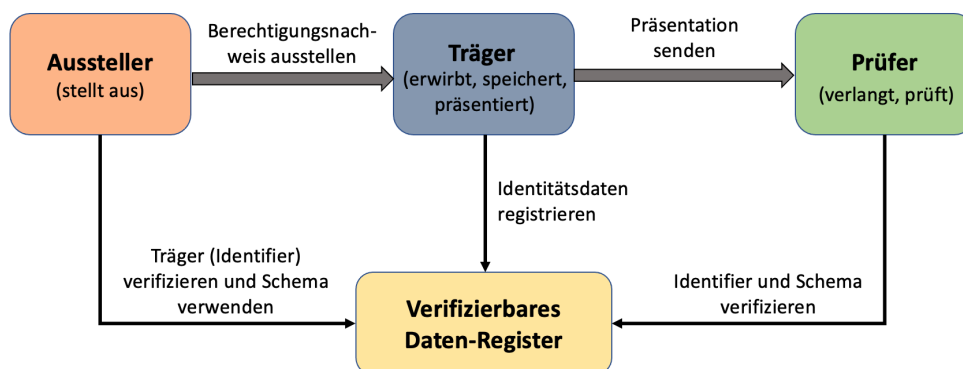 Aussteller
(stellt aus)
Berechtigungsnach-
weis ausstellen
Träger
(erwirbt, speichert,
präsentiert)
Präsentation
senden
Prüfer
(verlangt, prüft)
Identitätsdaten
registrieren
Träger (Identifier)
verifizieren und Schema
verwenden
Verifizierbares
Daten-Register
Identifier und Schema
verifizieren